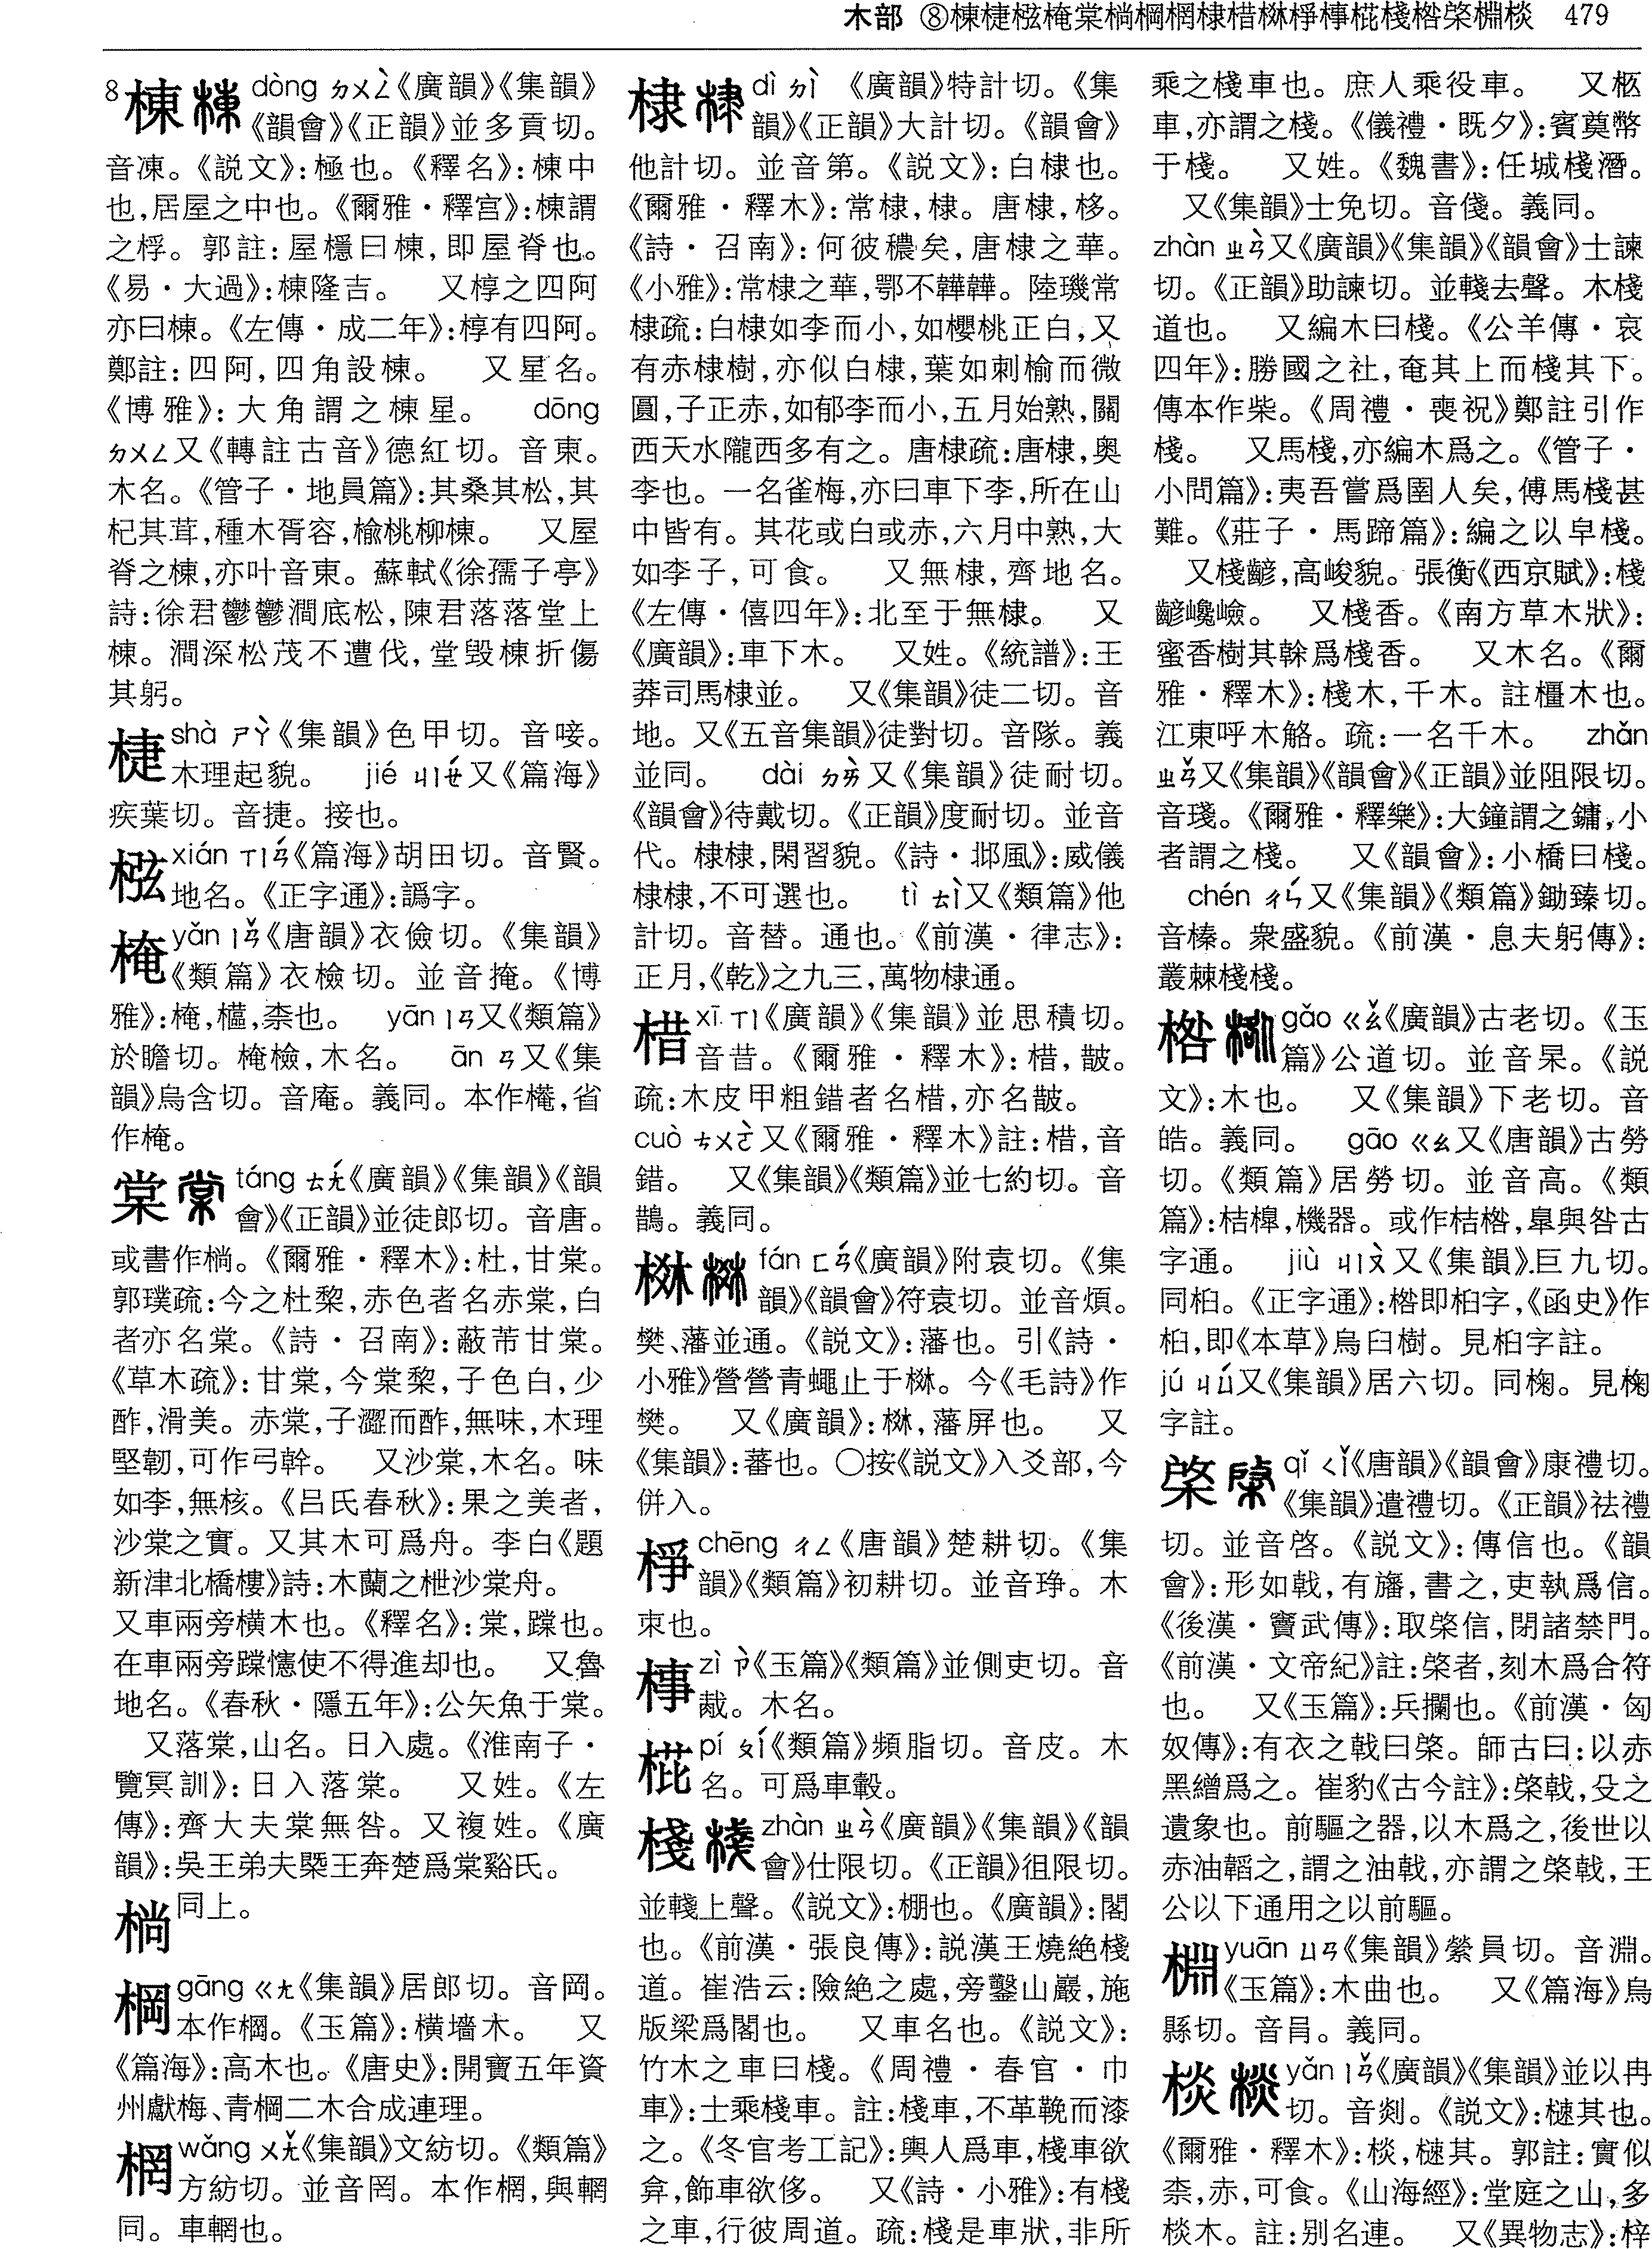 木部 ⑧棟椘椺棭棠棩棡棢棣棤棥棦榟棿棧楁棨棩棪 479
8 棟 dòng ㄉㄨㄥˋ《廣韻》《集韻》
《韻會》《正韻》並多貢切。
音凍。《説文》:極也。《釋名》:棟中
也,居屋之中也。《爾雅·釋宫》:棟謂
之桴。郭註:屋檼曰棟,即屋脊也。
《易·大過》:棟隆吉。 又椁之四阿
亦曰棟。《左傳·成二年》:椁有四阿。
鄭註:四阿,四角設棟。 又星名。
《博雅》:大角謂之棟星。 dōng
ㄉㄨㄥ又《轉註古音》德紅切。音東。
木名。《管子·地員篇》:其桑其松,其
杞其茸,種木胥容,榆桃柳棟。 又屋
脊之棟,亦叶音東。蘇軾《徐孺子亭》
詩:徐君鬱鬱澗底松,陳君落落堂上
棟。澗深松茂不遭伐,堂毁棟折傷
其躬。
shà ㄕㄚˋ《集韻》色甲切。音唼。
木理起貌。 jié ㄐㄧㄝˊ又《篇海》
疾葉切。音捷。接也。
xián ㄒㄧㄢˊ《篇海》胡田切。音賢。
地名。《正字通》:譌字。
㭺 yǎn ㄧㄢˇ《唐韻》衣儉切。《集韻》
《類篇》衣檢切。並音掩。《博
雅》:㭺,櫨,柰也。 yān ㄧㄢ又《類篇》
於瞻切。㭺檢,木名。 ān ㄢ又《集
韻》烏含切。音庵。義同。本作𣝛,省
作㭺。
棠 táng ㄊㄤˊ《廣韻》《集韻》《韻
會》《正韻》並徒郎切。音唐。
或書作㭻。《爾雅·釋木》:杜,甘棠。
郭璞疏:今之杜棃,赤色者名赤棠,白
者亦名棠。《詩·召南》:蔽芾甘棠。
《草木疏》:甘棠,今棠棃,子色白,少
酢,滑美。赤棠,子澀而酢,無味,木理
堅韌,可作弓幹。 又沙棠,木名。味
如李,無核。《吕氏春秋》:果之美者,
沙棠之實。又其木可爲舟。李白《題
新津北橋樓》詩:木蘭之枻沙棠舟。
又車兩旁横木也。《釋名》:棠,蹚也。
在車兩旁蹚幰使不得進却也。 又魯
地名。《春秋·隱五年》:公矢魚于棠。
又落棠,山名。日入處。《淮南子·
覽冥訓》:日入落棠。 又姓。《左
傳》:齊大夫棠無咎。又複姓。《廣
韻》:吳王弟夫槩王奔楚爲棠谿氏。
㭻 同上。
棡 gāng ㄍㄤ《集韻》居郎切。音岡。
本作棡。《玉篇》:横墻木。 又
《篇海》:高木也。《唐史》:開寶五年資
州獻梅、青棡二木合成連理。
棢 wǎng ㄨㄤˇ《集韻》文紡切。《類篇》
方紡切。並音罔。本作棢,與輞
同。車輞也。
棣 dì ㄉㄧˋ 《廣韻》特計切。《集
韻》《正韻》大計切。《韻會》
他計切。並音第。《説文》:白棣也。
《爾雅·釋木》:常棣,棣。唐棣,栘。
《詩·召南》:何彼穠矣,唐棣之華。
《小雅》:常棣之華,鄂不韡韡。陸璣常
棣疏:白棣如李而小,如櫻桃正白,又
有赤棣樹,亦似白棣,葉如刺榆而微
圓,子正赤,如郁李而小,五月始熟,關
西天水隴西多有之。唐棣疏:唐棣,奥
李也。一名雀梅,亦曰車下李,所在山
中皆有。其花或白或赤,六月中熟,大
如李子,可食。 又無棣,齊地名。
《左傳·僖四年》:北至于無棣。 又
《廣韻》:車下木。 又姓。《統譜》:王
莽司馬棣並。 又《集韻》徒二切。音
地。又《五音集韻》徒對切。音隊。義
並同。 dài ㄉㄞˋ又《集韻》徒耐切。
《韻會》待戴切。《正韻》度耐切。並音
代。棣棣,閑習貌。《詩·邶風》:威儀
棣棣,不可選也。 tì ㄊㄧˋ又《類篇》他
計切。音替。通也。《前漢·律志》:
正月,《乾》之九三,萬物棣通。
棤 xī ㄒㄧ《廣韻》《集韻》並思積切。
音昔。《爾雅·釋木》:棤,㪚。
疏:木皮甲粗錯者名棤,亦名㪚。
cuò ㄘㄨㄛˋ又《爾雅·釋木》註:棤,音
錯。 又《集韻》《類篇》並七約切。音
鵲。義同。
棥 fán ㄈㄢˊ《廣韻》附袁切。《集
韻》《韻會》符袁切。並音煩。
樊、藩並通。《説文》:藩也。引《詩·
小雅》營營青蠅止于棥。今《毛詩》作
樊。 又《廣韻》:棥,藩屏也。 又
《集韻》:蕃也。〇按《説文》入爻部,今
併入。
棦 chēng ㄔㄥ《唐韻》楚耕切。《集
韻》《類篇》初耕切。並音琤。木
朿也。
zì ㄗˋ《玉篇》《類篇》並側吏切。音
胾。木名。
pí ㄆㄧˊ《類篇》頻脂切。音皮。木
名。可爲車轂。
棧 zhàn ㄓㄢˋ《廣韻》《集韻》《韻
會》仕限切。《正韻》徂限切。
並輚上聲。《説文》:棚也。《廣韻》:閣
也。《前漢·張良傳》:説漢王燒絶棧
道。崔浩云:險絶之處,旁鑿山巖,施
版梁爲閣也。 又車名也。《説文》:
竹木之車曰棧。《周禮·春官·巾
車》:士乘棧車。註:棧車,不革輓而漆
之。《冬官考工記》:輿人爲車,棧車欲
弇,飾車欲侈。 又《詩·小雅》:有棧
之車,行彼周道。疏:棧是車狀,非所
乘之棧車也。庶人乘役車。 又柩
車,亦謂之棧。《儀禮·既夕》:賓奠幣
于棧。 又姓。《魏書》:任城棧潛。
又《集韻》士免切。音俴。義同。
zhàn ㄓㄢˋ又《廣韻》《集韻》《韻會》士諫
切。《正韻》助諫切。並輚去聲。木棧
道也。 又編木曰棧。《公羊傳·哀
四年》:勝國之社,奄其上而棧其下。
傳本作柴。《周禮·喪祝》鄭註引作
棧。 又馬棧,亦編木爲之。《管子·
小問篇》:夷吾嘗爲圉人矣,傅馬棧甚
難。《莊子·馬蹄篇》:編之以皁棧。
又棧齴,高峻貌。張衡《西京賦》:棧
齴巉嶮。 又棧香。《南方草木狀》:
蜜香樹其榦爲棧香。 又木名。《爾
雅·釋木》:棧木,干木。註橿木也。
江東呼木觡。疏:一名干木。 zhǎn
ㄓㄢˇ又《集韻》《韻會》《正韻》並阻限切。
音琖。《爾雅·釋樂》:大鐘謂之鏞,小
者謂之棧。 又《韻會》:小橋曰棧。
chén ㄔㄣˊ又《集韻》《類篇》鋤臻切。
音榛。衆盛貌。《前漢·息夫躬傳》:
叢棘棧棧。
㭾 gǎo ㄍㄠˇ《廣韻》古老切。《玉
篇》公道切。並音杲。《説
文》:木也。 又《集韻》下老切。音
皓。義同。 gāo ㄍㄠ又《唐韻》古勞
切。《類篇》居勞切。並音高。《類
篇》:桔槹,機器。或作桔㭾,臯與咎古
字通。 jiù ㄐㄧㄡˋ又《集韻》巨九切。
同桕。《正字通》:㭾即桕字,《函史》作
桕,即《本草》烏臼樹。見桕字註。
jú ㄐㄩˊ又《集韻》居六切。同椈。見椈
字註。
棨 qǐ ㄑㄧˇ《唐韻》《韻會》康禮切。
《集韻》遣禮切。《正韻》祛禮
切。並音啓。《説文》:傳信也。《韻
會》:形如戟,有旛,書之,吏執爲信。
《後漢·竇武傳》:取棨信,閉諸禁門。
《前漢·文帝紀》註:棨者,刻木爲合符
也。 又《玉篇》:兵攔也。《前漢·匈
奴傳》:有衣之戟曰棨。師古曰:以赤
黑繒爲之。崔豹《古今註》:棨戟,殳之
遺象也。前驅之器,以木爲之,後世以
赤油韜之,謂之油戟,亦謂之棨戟,王
公以下通用之以前驅。
棩 yuān ㄩㄢ《集韻》縈員切。音淵。
《玉篇》:木曲也。 又《篇海》烏
縣切。音肙。義同。
棪 yǎn ㄧㄢˇ《廣韻》《集韻》並以冉
切。音剡。《説文》:㯌其也。
《爾雅·釋木》:棪,㯌其。郭註:實似
柰,赤,可食。《山海經》:堂庭之山,多
棪木。註:别名連。 又《異物志》:梓